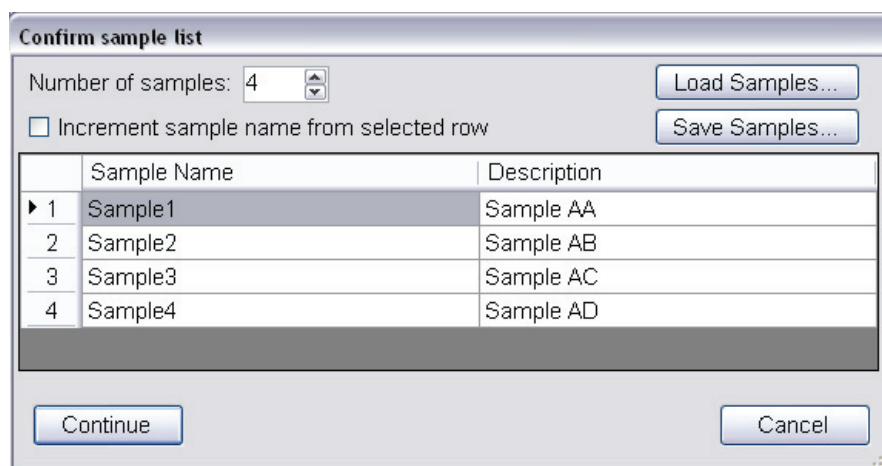 Confirm sample list
Number of samples: 4
Load Samples...
Increment sample name from selected row
Save Samples...
Sample Name Description
1 Sample1 Sample AA
2 Sample2 Sample AB
3 Sample3 Sample AC
4 Sample4 Sample AD
Continue Cancel